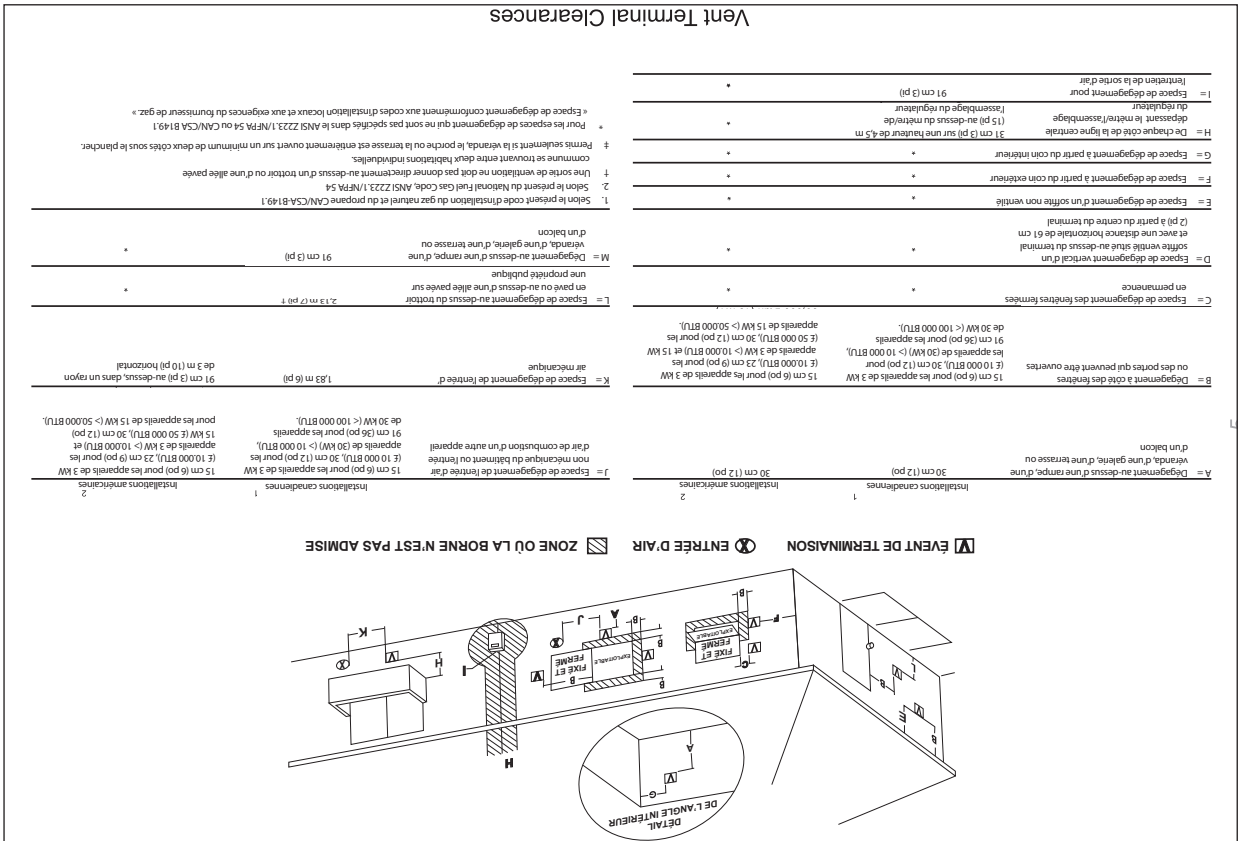 DÉTAIL
DE L'ANGLE INTÉRIEUR
G
V
A
H
B
E
V
L
V
B
F
V
C
V
FIXÉ ET
FERMÉ
EXPLOITABLE
B
B
V
B
B
EXPLOITABLE
FIXÉ ET
FERMÉ
V
B
V
A
J
X
I
H
V
K
X
V ÉVENT DE TERMINAISON
X ENTRÉE D'AIR
ZONE OÙ LA BORNE N'EST PAS ADMISE
Installations canadiennes 1
Installations américaines 2
A = Dégagement au-dessus d'une rampe, d'une
véranda, d'une galerie, d'une terrasse ou
d'un balcon
30 cm (12 po)
30 cm (12 po)
B = Dégagement à côté des fenêtres
ou des portes qui peuvent être ouvertes
15 cm (6 po) pour les appareils de 3 kW
(£ 10 000 BTU), 30 cm (12 po) pour
les appareils de (30 kW) (> 10 000 BTU),
91 cm (36 po) pour les appareils
de 30 kW (< 100 000 BTU).
15 cm (6 po) pour les appareils de 3 kW
(£ 10.000 BTU), 23 cm (9 po) pour les
appareils de 3 kW (> 10.000 BTU) et 15 kW
(£ 50 000 BTU), 30 cm (12 po) pour les
appareils de 15 kW (> 50.000 BTU).
C = Espace de dégagement des fenêtres fermées
en permanence
*
*
D = Espace de dégagement vertical d'un
soffite ventilé situé au-dessus du terminal
et avec une distance horizontale de 61 cm
(2 pi) à partir du centre du terminal
*
*
E = Espace de dégagement d'un soffite non ventilé
*
*
F = Espace de dégagement à partir du coin extérieur
*
*
G = Espace de dégagement à partir du coin intérieur
*
*
H = De chaque côté de la ligne centrale
dépassant le mètre/l'assemblage
du régulateur
31 cm (3 pi) sur une hauteur de 4,5 m
(15 pi) au-dessus du mètre/de
l'assemblage du régulateur
*
I = Espace de dégagement pour
l'entretien de la sortie d'air
91 cm (3 pi)
*
Installations canadiennes 1
Installations américaines 2
J = Espace de dégagement de l'entrée d'air
non mécanique du bâtiment ou l'entrée
d'air de combustion d'un autre appareil
15 cm (6 po) pour les appareils de 3 kW
(£ 10 000 BTU), 30 cm (12 po) pour les
appareils de (30 kW) (> 10 000 BTU),
91 cm (36 po) pour les appareils
de 30 kW (> 100 000 BTU).
15 cm (6 po) pour les appareils de 3 kW
(£ 10.000 BTU), 23 cm (9 po) pour les
appareils de 3 kW (> 10.000 BTU) et
15 kW (£ 50 000 BTU), 30 cm (12 po)
pour les appareils de 15 kW (> 50.000 BTU).
K = Espace de dégagement de l'entrée d'
air mécanique
1,83 m (6 pi)
91 cm (3 pi) au-dessus, dans un rayon
de 3 m (10 pi) horizontal
L = Espace de dégagement au-dessus du trottoir
en pavé ou au-dessus d'une allée pavée sur
une propriété publique
2,13 m (7 pi) †
*
M = Dégagement au-dessus d'une rampe, d'une
véranda, d'une galerie, d'une terrasse ou
d'un balcon
91 cm (3 pi)
*
1. Selon le présent code d'installation du gaz naturel et du propane CAN/CSA-B149.1
2. Selon le présent du National Fuel Gas Code, ANSI Z223.1/NFPA 54
† Une sortie de ventilation ne doit pas donner directement au-dessus d'un trottoir ou d'une allée pavée
commune se trouvant entre deux habitations individuelles.
‡ Permis seulement si la véranda, le porche ou la terrasse est entièrement ouvert sur un minimum de deux côtés sous le plancher.
* Pour les espaces de dégagement qui ne sont pas spécifiés dans le ANSI Z223.1/NFPA 54 ou CAN/CSA B149.1
« Espace de dégagement conformément aux codes d'installation locaux et aux exigences du fournisseur de gaz. »
Vent Terminal Clearances